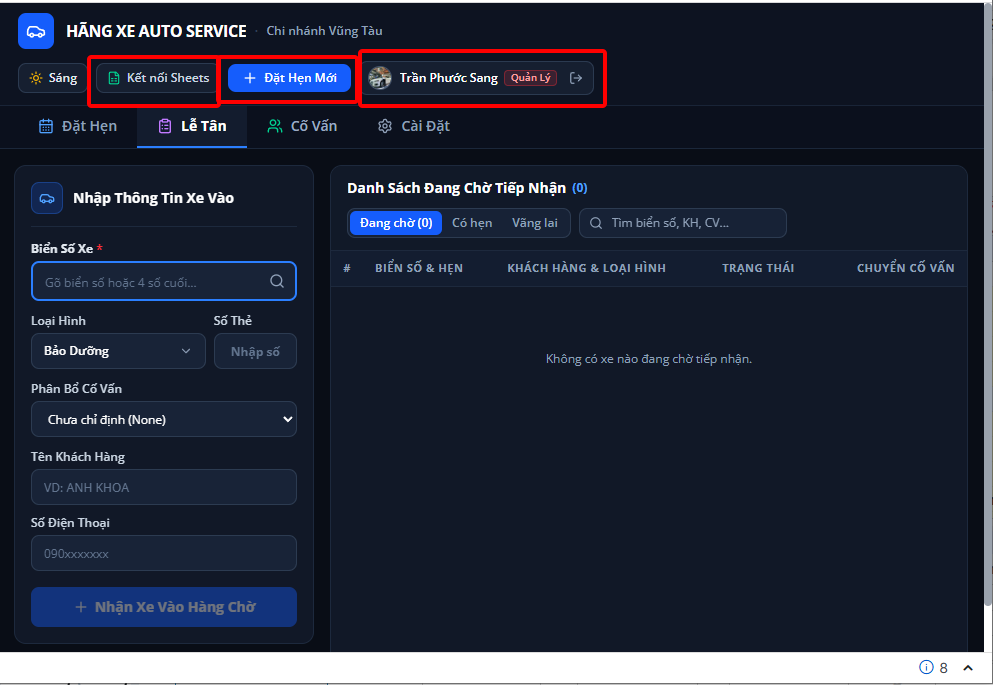 HÃNG XE AUTO SERVICE · Chi nhánh Vũng Tàu
Sáng Kết nối Sheets + Đặt Hẹn Mới Trần Phước Sang Quản Lý
Đặt Hẹn Lễ Tân Cố Vấn Cài Đặt
Nhập Thông Tin Xe Vào
Biển Số Xe *
Gõ biển số hoặc 4 số cuối...
Loại Hình Số Thẻ
Bảo Dưỡng Nhập số
Phân Bổ Cố Vấn
Chưa chỉ định (None)
Tên Khách Hàng
VD: ANH KHOA
Số Điện Thoại
090xxxxxxx
+ Nhận Xe Vào Hàng Chờ
Danh Sách Đang Chờ Tiếp Nhận (0)
Đang chờ (0) Có hẹn Vãng lai Tìm biển số, KH, CV...
# BIỂN SỐ & HẸN KHÁCH HÀNG & LOẠI HÌNH TRẠNG THÁI CHUYỂN CỐ VẤN
Không có xe nào đang chờ tiếp nhận.
8